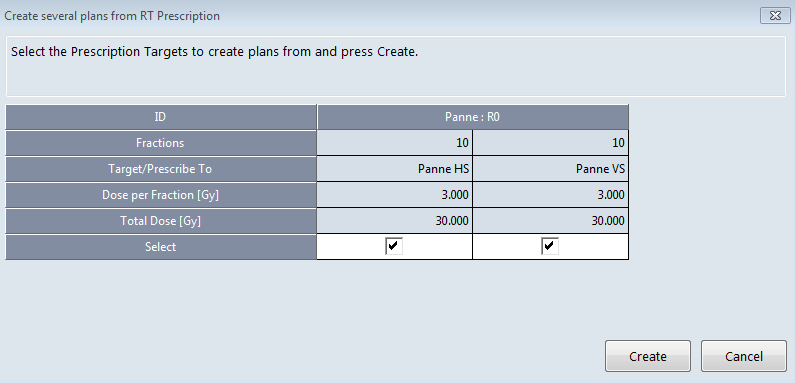 Create several plans from RT Prescription
Select the Prescription Targets to create plans from and press Create.
ID Panne : R0
Fractions 10 10
Target/Prescribe To Panne HS Panne VS
Dose per Fraction [Gy] 3.000 3.000
Total Dose [Gy] 30.000 30.000
Select
Create Cancel